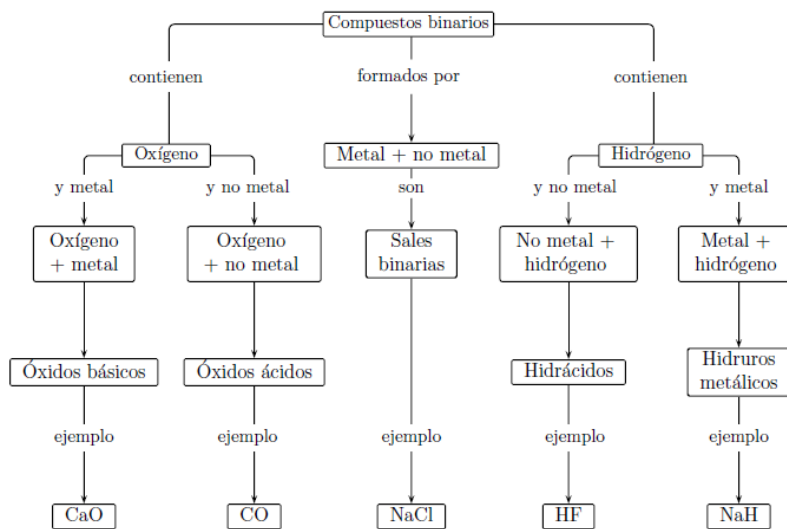 Compuestos binarios
contienen
formados por
contienen
Oxígeno
Metal + no metal
Hidrógeno
y metal
y no metal
son
y no metal
y metal
Oxígeno
+ metal
Oxígeno
+ no metal
Sales
binarias
No metal +
hidrógeno
Metal +
hidrógeno
Óxidos básicos
Óxidos ácidos
Hidrácidos
Hidruros
metálicos
ejemplo
ejemplo
ejemplo
ejemplo
ejemplo
CaO
CO
NaCl
HF
NaH